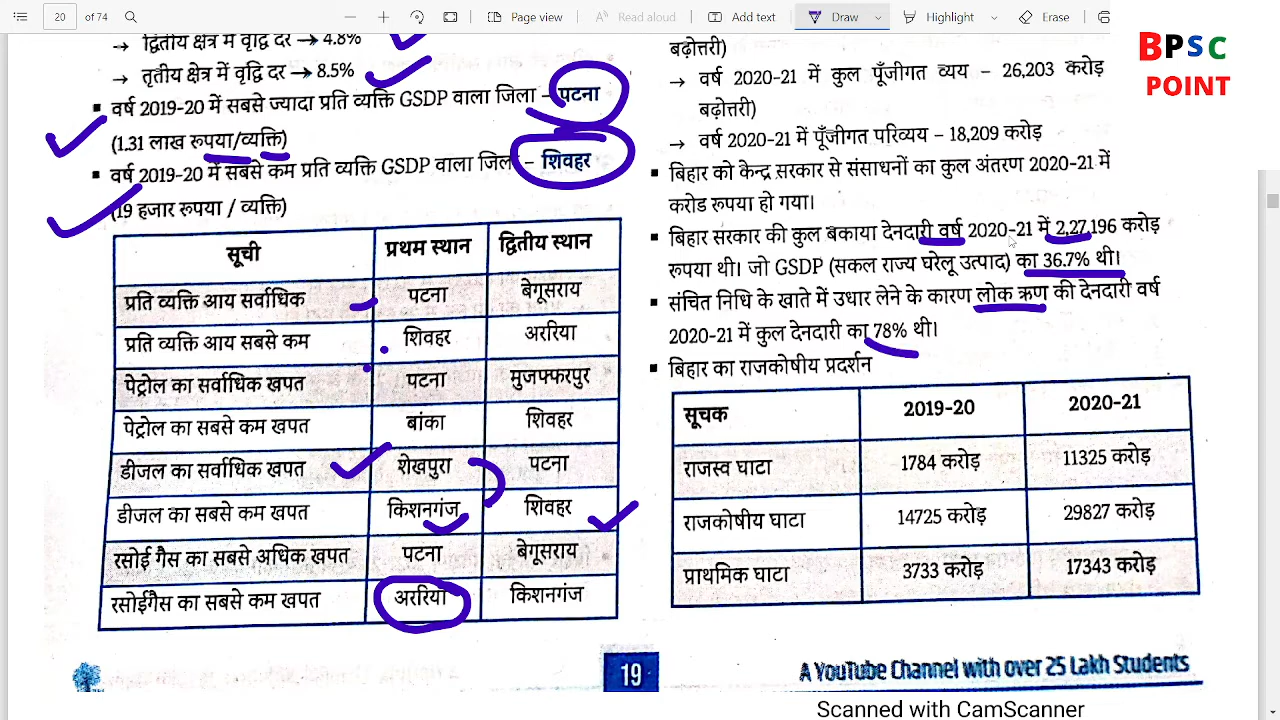 20 of 74
Page view
Read aloud
Add text
Draw
Highlight
Erase
BPSC
POINT
→ द्वितीय क्षेत्र में वृद्धि दर → 4.8%
→ तृतीय क्षेत्र में वृद्धि दर → 8.5%
▪ वर्ष 2019-20 में सबसे ज्यादा प्रति व्यक्ति GSDP वाला जिला – पटना
(1.31 लाख रूपया/व्यक्ति)
▪ वर्ष 2019-20 में सबसे कम प्रति व्यक्ति GSDP वाला जिला – शिवहर
(19 हजार रूपया / व्यक्ति)
सूची प्रथम स्थान द्वितीय स्थान
प्रति व्यक्ति आय सर्वाधिक पटना बेगूसराय
प्रति व्यक्ति आय सबसे कम शिवहर अररिया
पेट्रोल का सर्वाधिक खपत पटना मुजफ्फरपुर
पेट्रोल का सबसे कम खपत बांका शिवहर
डीजल का सर्वाधिक खपत शेखपुरा पटना
डीजल का सबसे कम खपत किशनगंज शिवहर
रसोई गैस का सबसे अधिक खपत पटना बेगूसराय
रसोईगैस का सबसे कम खपत अररिया किशनगंज
बढ़ोत्तरी)
→ वर्ष 2020-21 में कुल पूँजीगत व्यय – 26,203 करोड़
बढ़ोत्तरी)
→ वर्ष 2020-21 में पूँजीगत परिव्यय – 18,209 करोड़
▪ बिहार को केन्द्र सरकार से संसाधनों का कुल अंतरण 2020-21 में
करोड रूपया हो गया।
▪ बिहार सरकार की कुल बकाया देनदारी वर्ष 2020-21 में 2,27,196 करोड़
रूपया थी। जो GSDP (सकल राज्य घरेलू उत्पाद) का 36.7% थी।
▪ संचित निधि के खाते में उधार लेने के कारण लोक ऋण की देनदारी वर्ष
2020-21 में कुल देनदारी का 78% थी।
▪ बिहार का राजकोषीय प्रदर्शन
सूचक 2019-20 2020-21
राजस्व घाटा 1784 करोड़ 11325 करोड़
राजकोषीय घाटा 14725 करोड़ 29827 करोड़
प्राथमिक घाटा 3733 करोड़ 17343 करोड़
19
A YouTube Channel with over 25 Lakh Students
Scanned with CamScanner